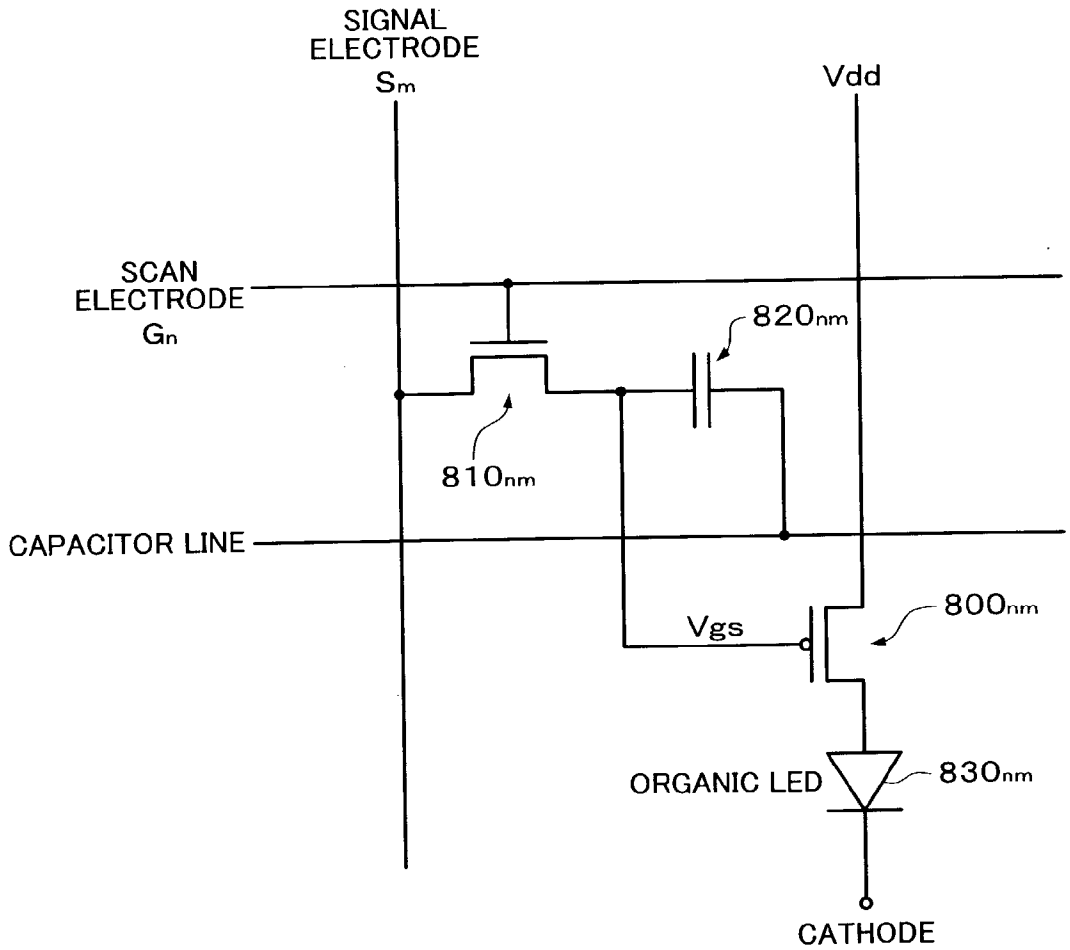 SIGNAL
ELECTRODE
Sm
Vdd
SCAN
ELECTRODE
Gn
820nm
810nm
CAPACITOR LINE
800nm
Vgs
ORGANIC LED
830nm
CATHODE